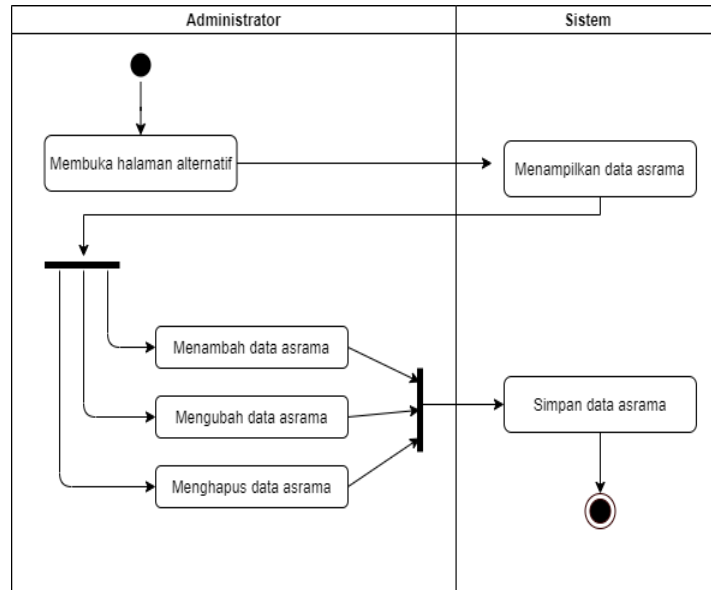 Administrator
Sistem
Membuka halaman alternatif
Menampilkan data asrama
Menambah data asrama
Mengubah data asrama
Simpan data asrama
Menghapus data asrama